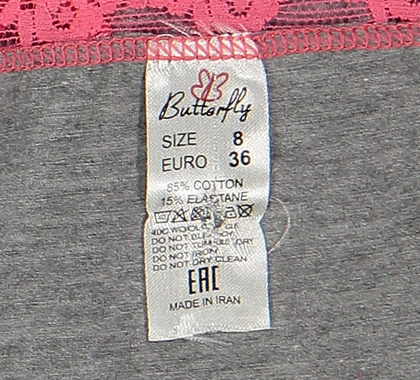 Butterfly
SIZE 8
EURO 36
85% COTTON
15% ELASTANE
DO NOT
DO NOT TUMBLE DRY
DO NOT IRON
DO NOT DRY CLEAN
EAC
MADE IN IRAN